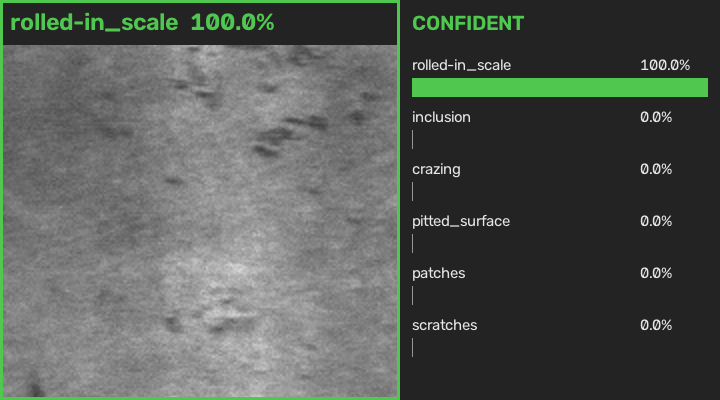 rolled-in_scale 100.0%
CONFIDENT
rolled-in_scale 100.0%
inclusion 0.0%
crazing 0.0%
pitted_surface 0.0%
patches 0.0%
scratches 0.0%